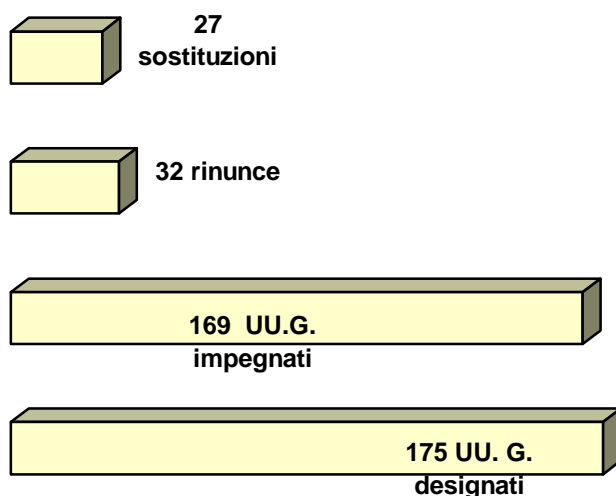 27
sostituzioni
32 rinunce
169 UU.G.
impegnati
175 UU. G.
designati